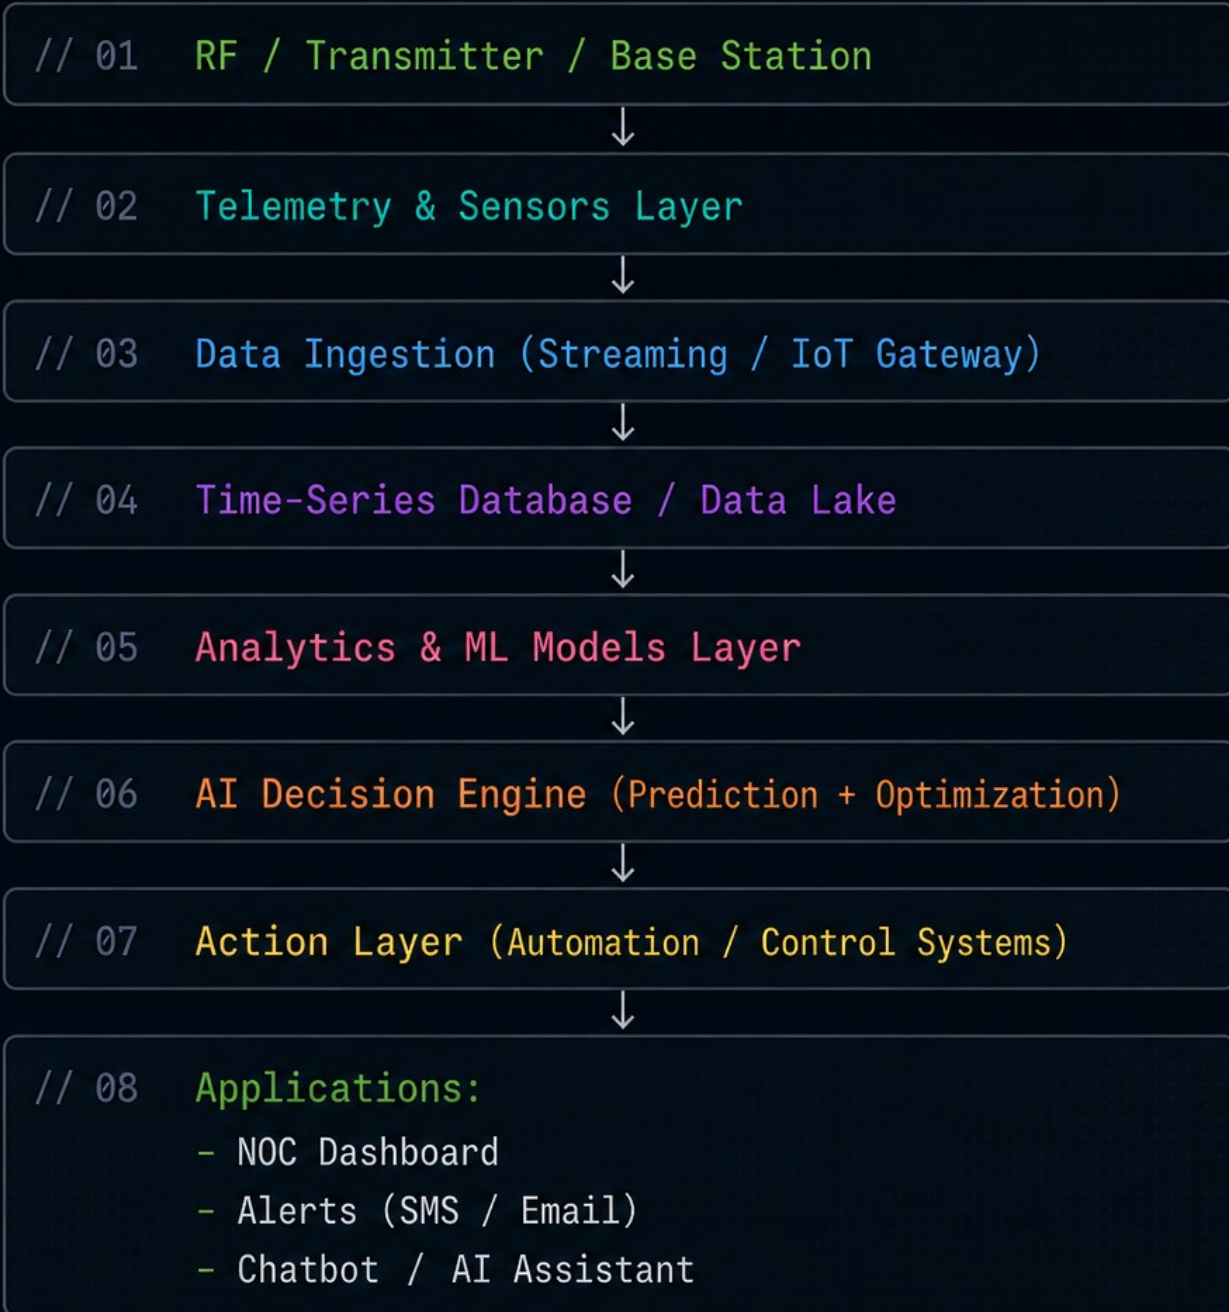 // 01 RF / Transmitter / Base Station
↓
// 02 Telemetry & Sensors Layer
↓
// 03 Data Ingestion (Streaming / IoT Gateway)
↓
// 04 Time-Series Database / Data Lake
↓
// 05 Analytics & ML Models Layer
↓
// 06 AI Decision Engine (Prediction + Optimization)
↓
// 07 Action Layer (Automation / Control Systems)
↓
// 08 Applications:
- NOC Dashboard
- Alerts (SMS / Email)
- Chatbot / AI Assistant